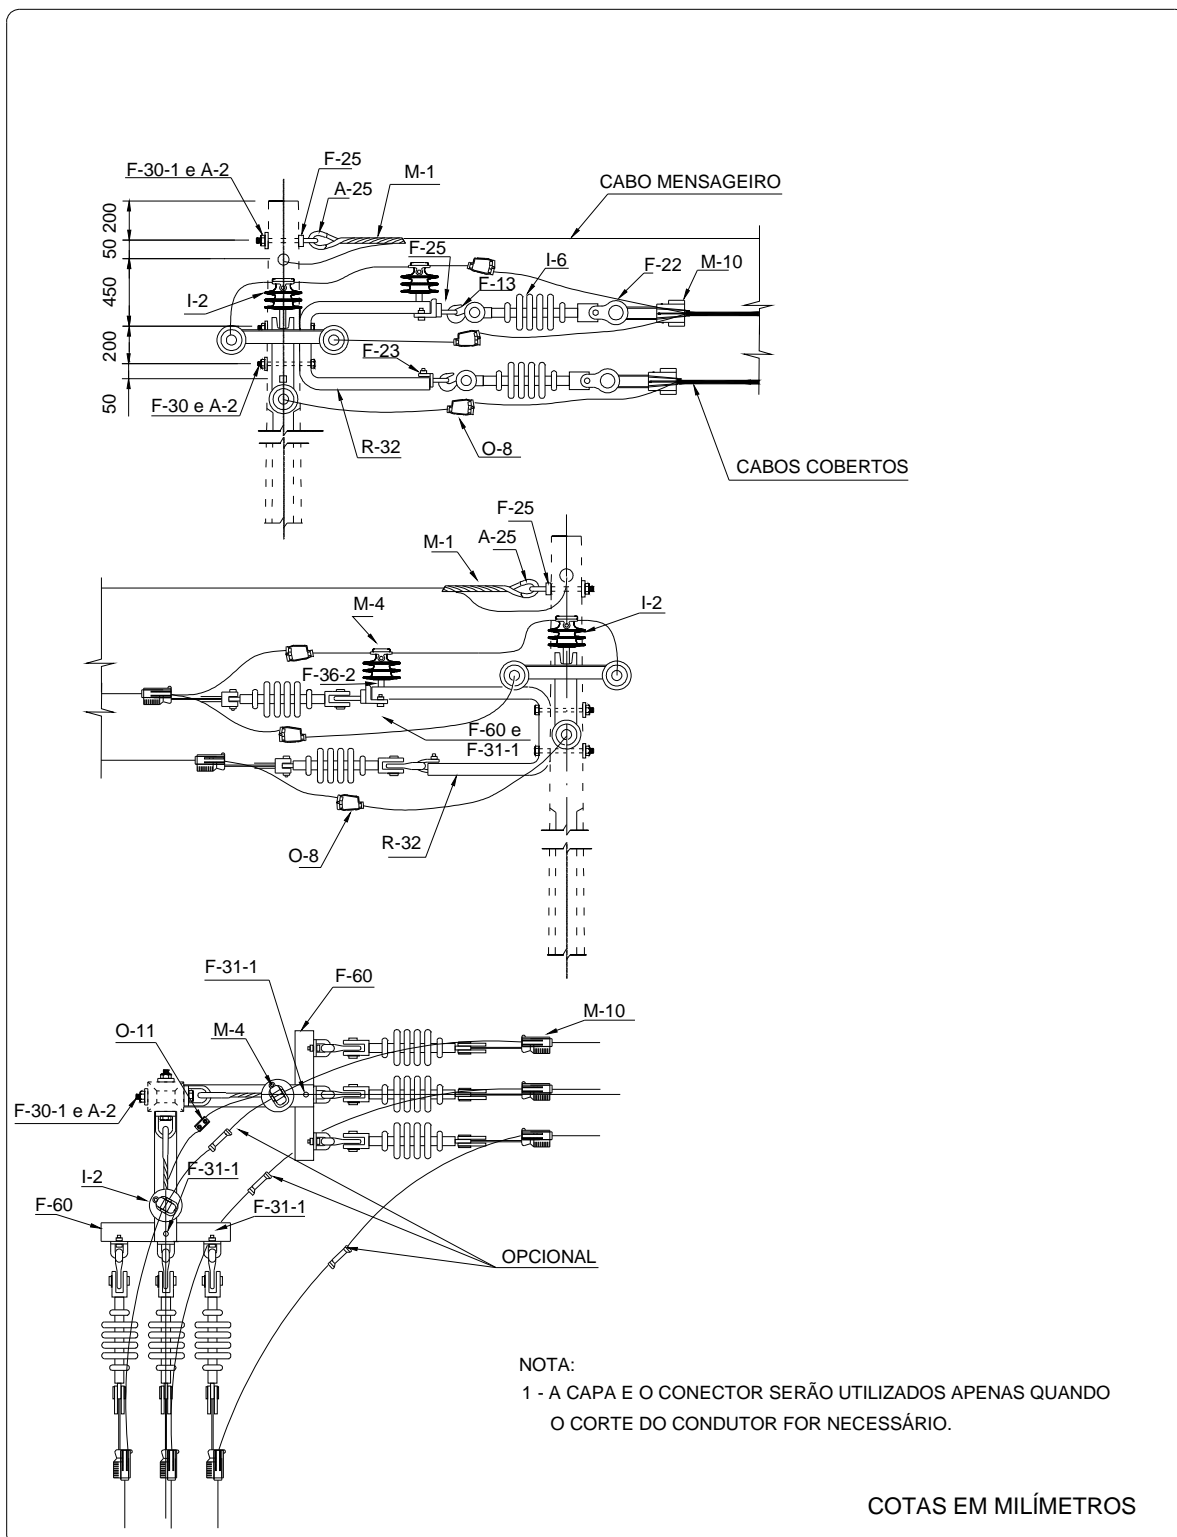 F-30-1 e A-2
F-25
A-25
M-1
CABO MENSAGEIRO
200
50
450
200
50
F-25
I-6
F-13
F-22
M-10
I-2
F-23
F-30 e A-2
R-32
O-8
CABOS COBERTOS
F-25
A-25
M-1
M-4
I-2
F-36-2
F-60 e
F-31-1
R-32
O-8
F-31-1
F-60
O-11
M-4
M-10
F-30-1 e A-2
F-31-1
I-2
F-60
F-31-1
OPCIONAL
NOTA:
1 - A CAPA E O CONECTOR SERÃO UTILIZADOS APENAS QUANDO
O CORTE DO CONDUTOR FOR NECESSÁRIO.
COTAS EM MILÍMETROS